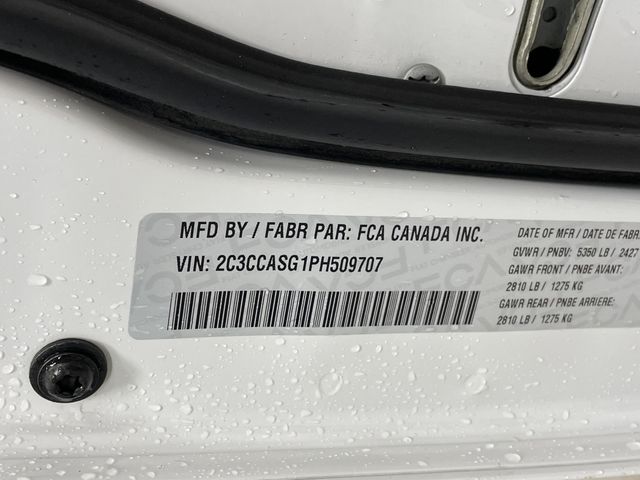 MFD BY / FABR PAR: FCA CANADA INC.
VIN: 2C3CCASG1PH509707
DATE OF MFR / DATE DE FABR
GVWR / PNBV: 5350 LB / 2427
GAWR FRONT / PNBE AVANT:
2810 LB / 1275 KG
GAWR REAR / PNBE ARRIERE:
2810 LB / 1275 KG